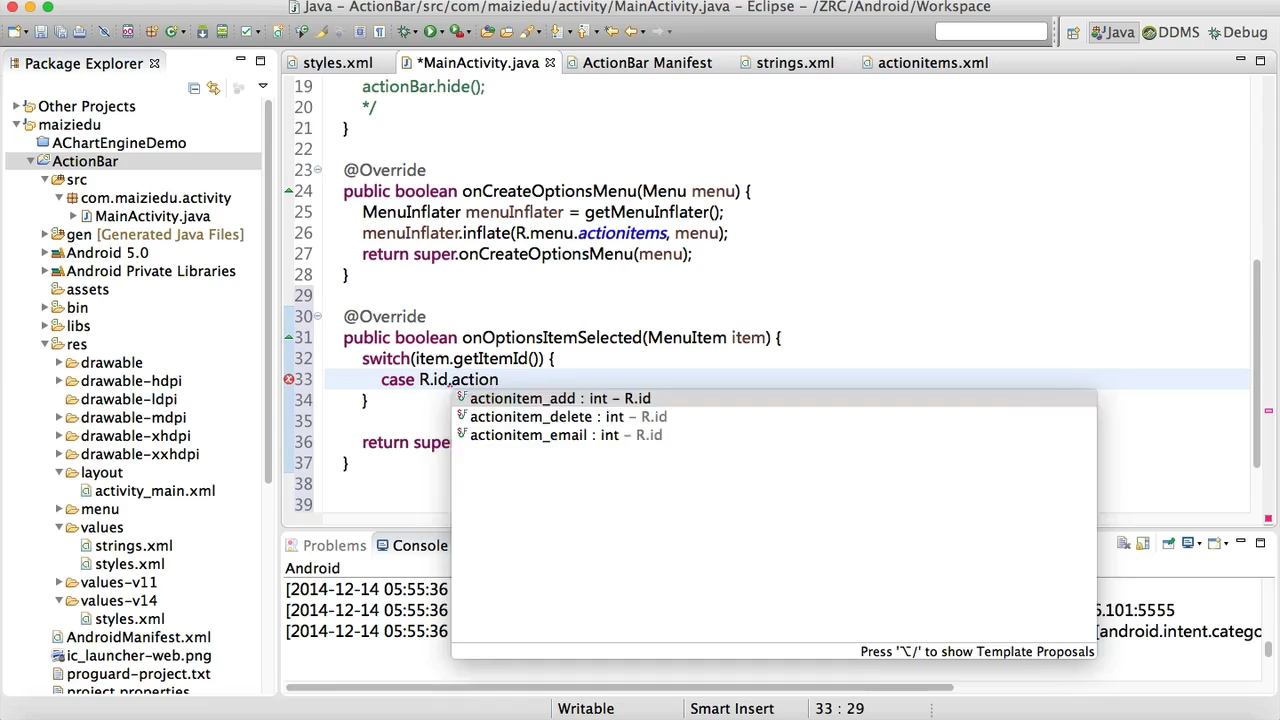 Java – ActionBar/src/com/maiziedu/activity/MainActivity.java – Eclipse – /ZRC/Android/Workspace
Java
DDMS
Debug
Package Explorer
styles.xml
*MainActivity.java
ActionBar Manifest
strings.xml
actionitems.xml
Other Projects
maiziedu
AChartEngineDemo
ActionBar
src
com.maiziedu.activity
MainActivity.java
gen [Generated Java Files]
Android 5.0
Android Private Libraries
assets
bin
libs
res
drawable
drawable-hdpi
drawable-ldpi
drawable-mdpi
drawable-xhdpi
drawable-xxhdpi
layout
activity_main.xml
menu
values
strings.xml
styles.xml
values-v11
values-v14
styles.xml
AndroidManifest.xml
ic_launcher-web.png
proguard-project.txt
project.properties
19 actionBar.hide();
20 */
21 }
22
23 @Override
24 public boolean onCreateOptionsMenu(Menu menu) {
25 MenuInflater menuInflater = getMenuInflater();
26 menuInflater.inflate(R.menu.actionitems, menu);
27 return super.onCreateOptionsMenu(menu);
28 }
29
30 @Override
31 public boolean onOptionsItemSelected(MenuItem item) {
32 switch(item.getItemId()) {
33 case R.id.action
34 }
35
36 return supe
37 }
38
39
actionitem_add : int – R.id
actionitem_delete : int – R.id
actionitem_email : int – R.id
Press '⌥/' to show Template Proposals
Problems
Console
Android
[2014-12-14 05:55:36
[2014-12-14 05:55:36 .101:5555
[2014-12-14 05:55:36 [android.intent.catego
Writable
Smart Insert
33 : 29